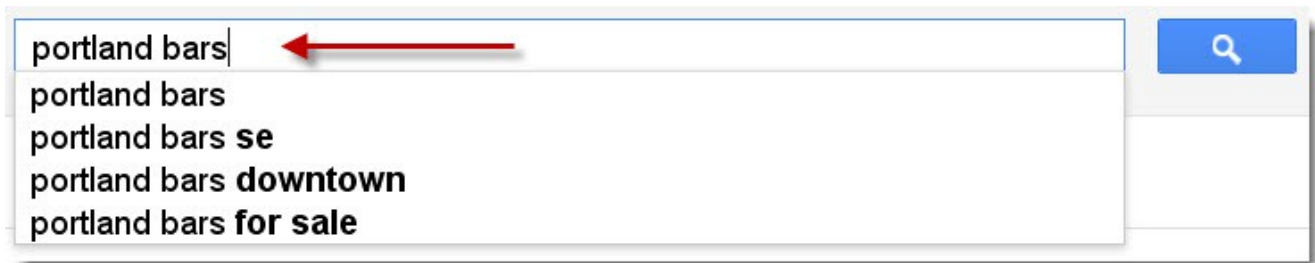 portland bars
portland bars
portland bars se
portland bars downtown
portland bars for sale